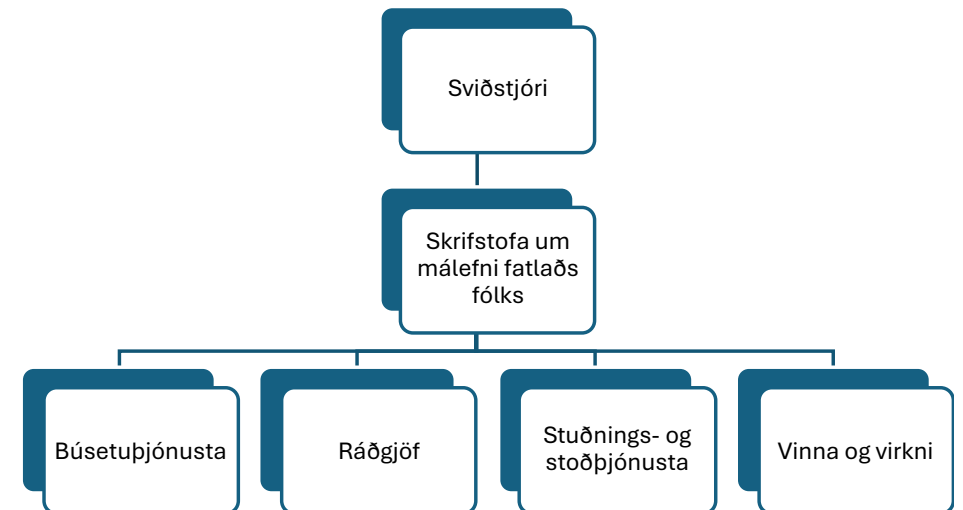 Sviðstjóri
Skrifstofa um
málefni fatlaðs
fólks
Búsetuþjónusta
Ráðgjöf
Stuðnings- og
stoðþjónusta
Vinna og virkni